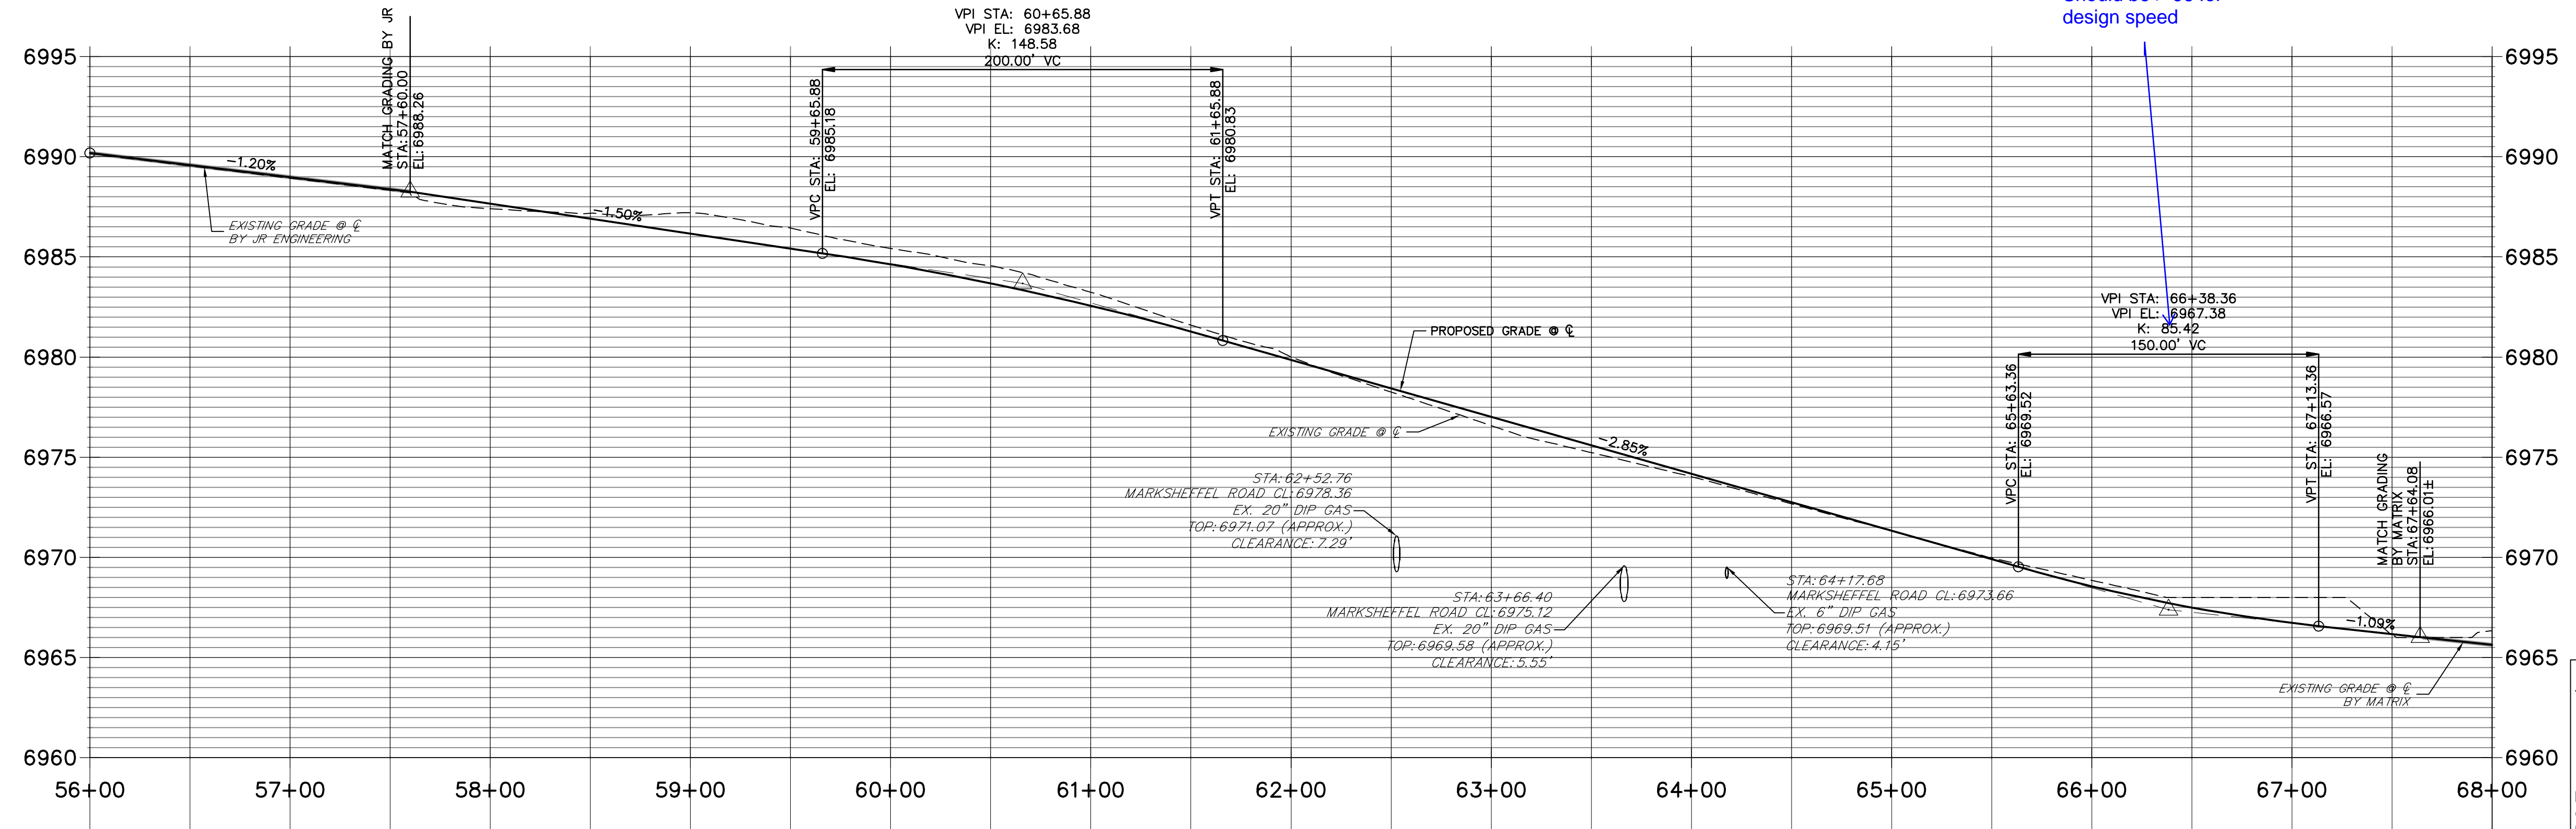 design speed
VPI STA: 60+65.88
VPI EL: 6983.68
K: 148.58
200.00' VC
MATCH GRADING BY JR
STA:57+60.00
EL:6988.26
VPC STA: 59+65.88
EL: 6985.18
VPT STA: 61+65.88
EL: 6980.83
6995
6990
6985
6980
6975
6970
6965
6960
6995
6990
6985
6980
6975
6970
6965
6960
-1.20%
EXISTING GRADE @ ℄
BY JR ENGINEERING
-1.50%
PROPOSED GRADE @ ℄
EXISTING GRADE @ ℄
-2.85%
VPI STA: 66+38.36
VPI EL: 6967.38
K: 85.42
150.00' VC
VPC STA: 65+63.36
EL: 6969.52
VPT STA: 67+13.36
EL: 6966.57
MATCH GRADING
BY MATRIX
STA:67+64.08
EL:6966.01±
-1.09%
STA:62+52.76
MARKSHEFFEL ROAD CL:6978.36
EX. 20" DIP GAS
TOP:6971.07 (APPROX.)
CLEARANCE:7.29'
STA:63+66.40
MARKSHEFFEL ROAD CL:6975.12
EX. 20" DIP GAS
TOP:6969.58 (APPROX.)
CLEARANCE:5.55'
STA:64+17.68
MARKSHEFFEL ROAD CL:6973.66
EX. 6" DIP GAS
TOP:6969.51 (APPROX.)
CLEARANCE:4.15'
EXISTING GRADE @ ℄
BY MATRIX
56+00 57+00 58+00 59+00 60+00 61+00 62+00 63+00 64+00 65+00 66+00 67+00 68+00